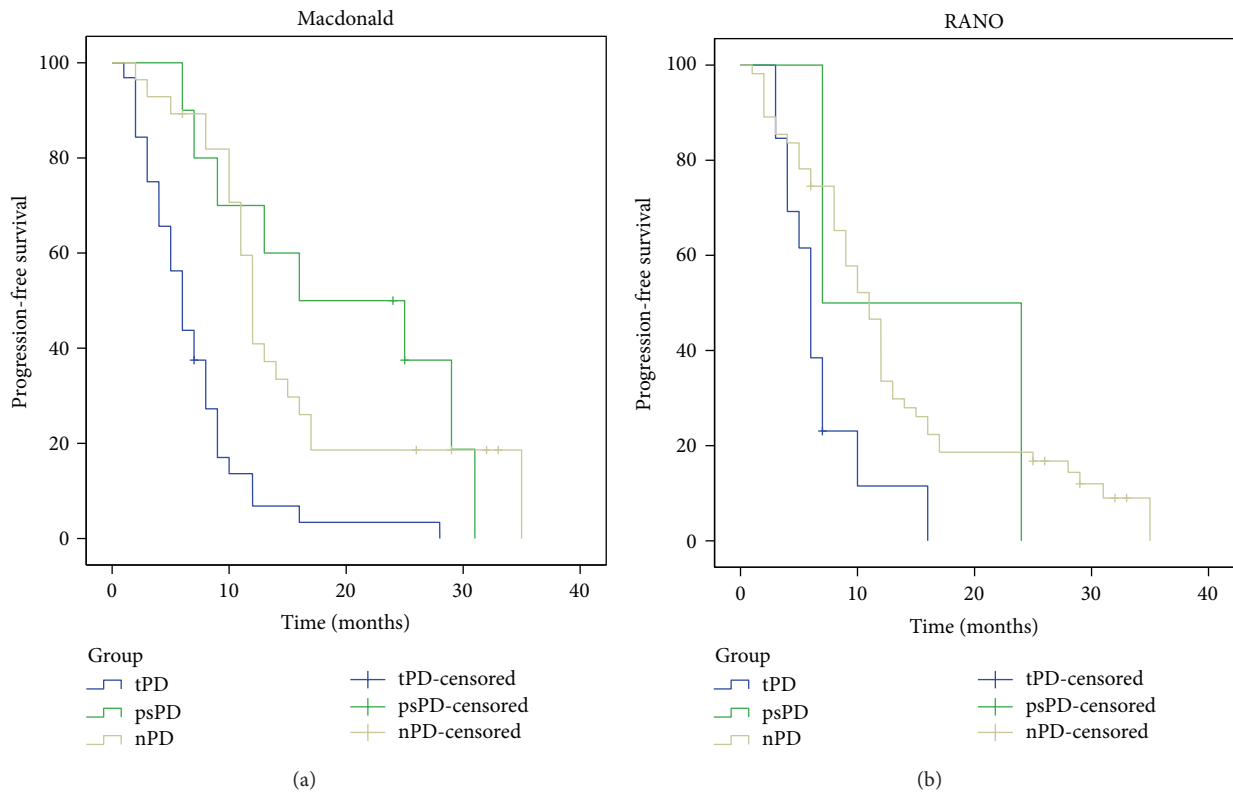 Macdonald
100
80
60
40
20
0
Progression-free survival
0 10 20 30 40
Time (months)
Group
tPD
psPD
nPD
tPD-censored
psPD-censored
nPD-censored
(a)
RANO
100
80
60
40
20
0
Progression-free survival
0 10 20 30 40
Time (months)
Group
tPD
psPD
nPD
tPD-censored
psPD-censored
nPD-censored
(b)